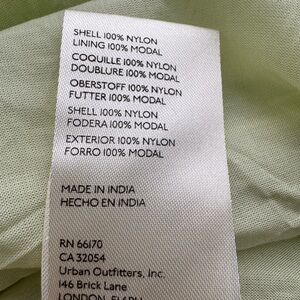 SHELL 100% NYLON
LINING 100% MODAL
COQUILLE 100% NYLON
DOUBLURE 100% MODAL
OBERSTOFF 100% NYLON
FUTTER 100% MODAL
SHELL 100% NYLON
FODERA 100% MODAL
EXTERIOR 100% NYLON
FORRO 100% MODAL
MADE IN INDIA
HECHO EN INDIA
RN 66170
CA 32054
Urban Outfitters, Inc.
146 Brick Lane
LONDON, E1 6RU